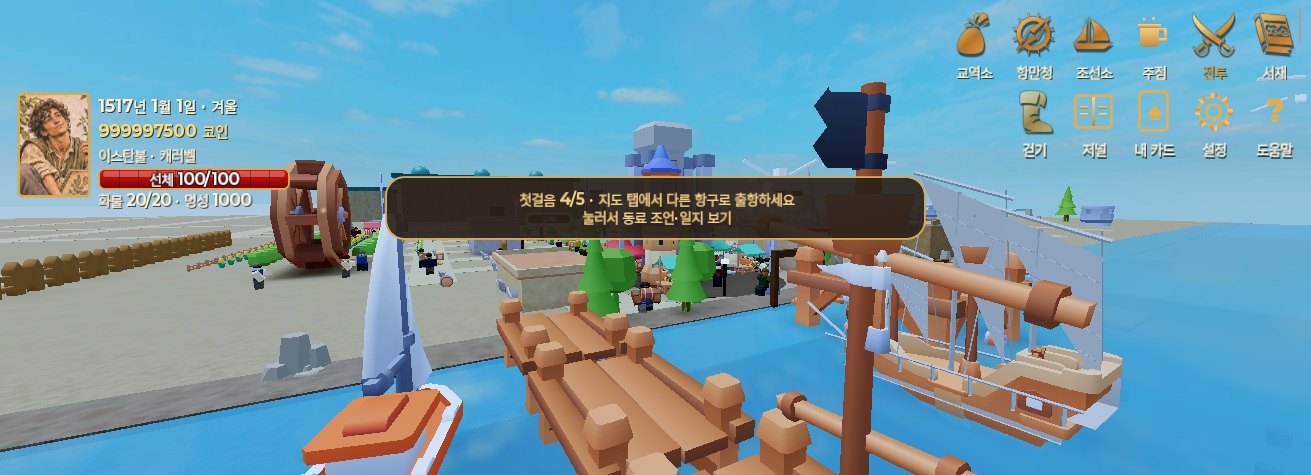 교역소 항만청 조선소 주점 전투 서재
걷기 저널 내 카드 설정 도움말
1517년 1월 1일 · 겨울
999997500 코인
이스탄불 · 캐러벨
선체 100/100
화물 20/20 · 명성 1000
첫걸음 4/5 · 지도 탭에서 다른 항구로 출항하세요
눌러서 동료 조언·일지 보기